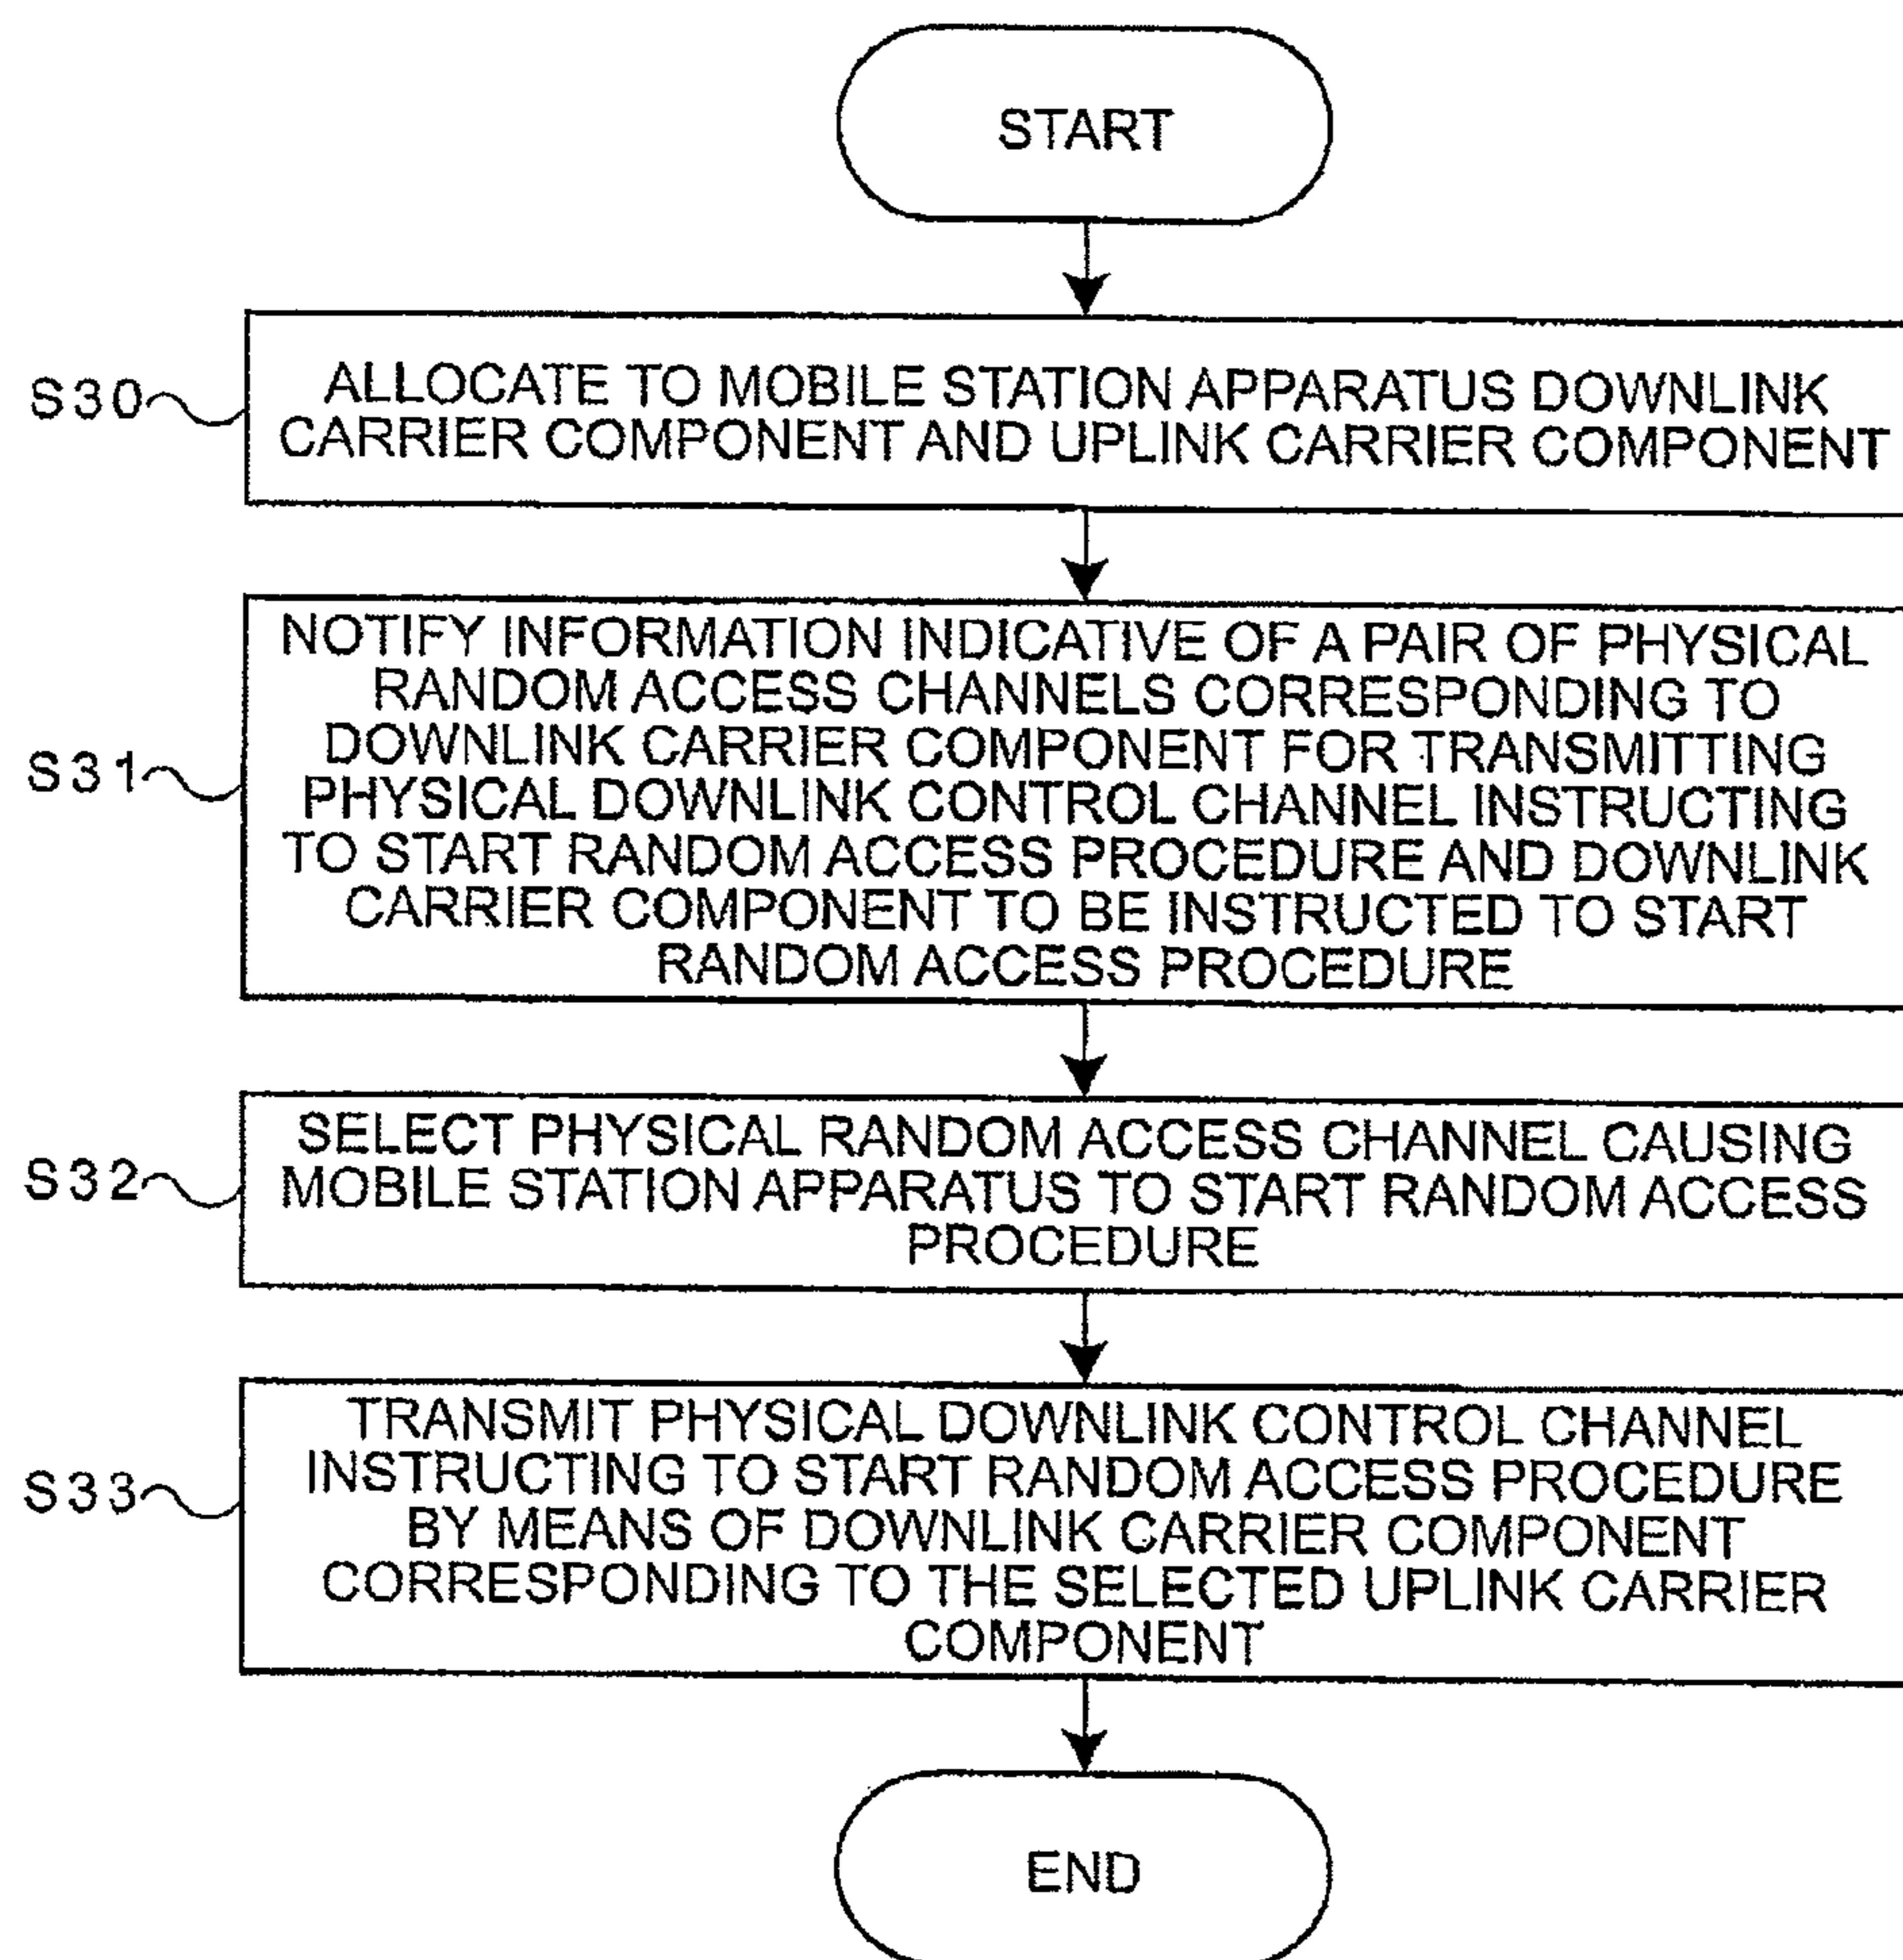 START
S30
ALLOCATE TO MOBILE STATION APPARATUS DOWNLINK
CARRIER COMPONENT AND UPLINK CARRIER COMPONENT
S31
NOTIFY INFORMATION INDICATIVE OF A PAIR OF PHYSICAL
RANDOM ACCESS CHANNELS CORRESPONDING TO
DOWNLINK CARRIER COMPONENT FOR TRANSMITTING
PHYSICAL DOWNLINK CONTROL CHANNEL INSTRUCTING
TO START RANDOM ACCESS PROCEDURE AND DOWNLINK
CARRIER COMPONENT TO BE INSTRUCTED TO START
RANDOM ACCESS PROCEDURE
S32
SELECT PHYSICAL RANDOM ACCESS CHANNEL CAUSING
MOBILE STATION APPARATUS TO START RANDOM ACCESS
PROCEDURE
S33
TRANSMIT PHYSICAL DOWNLINK CONTROL CHANNEL
INSTRUCTING TO START RANDOM ACCESS PROCEDURE
BY MEANS OF DOWNLINK CARRIER COMPONENT
CORRESPONDING TO THE SELECTED UPLINK CARRIER
COMPONENT
END